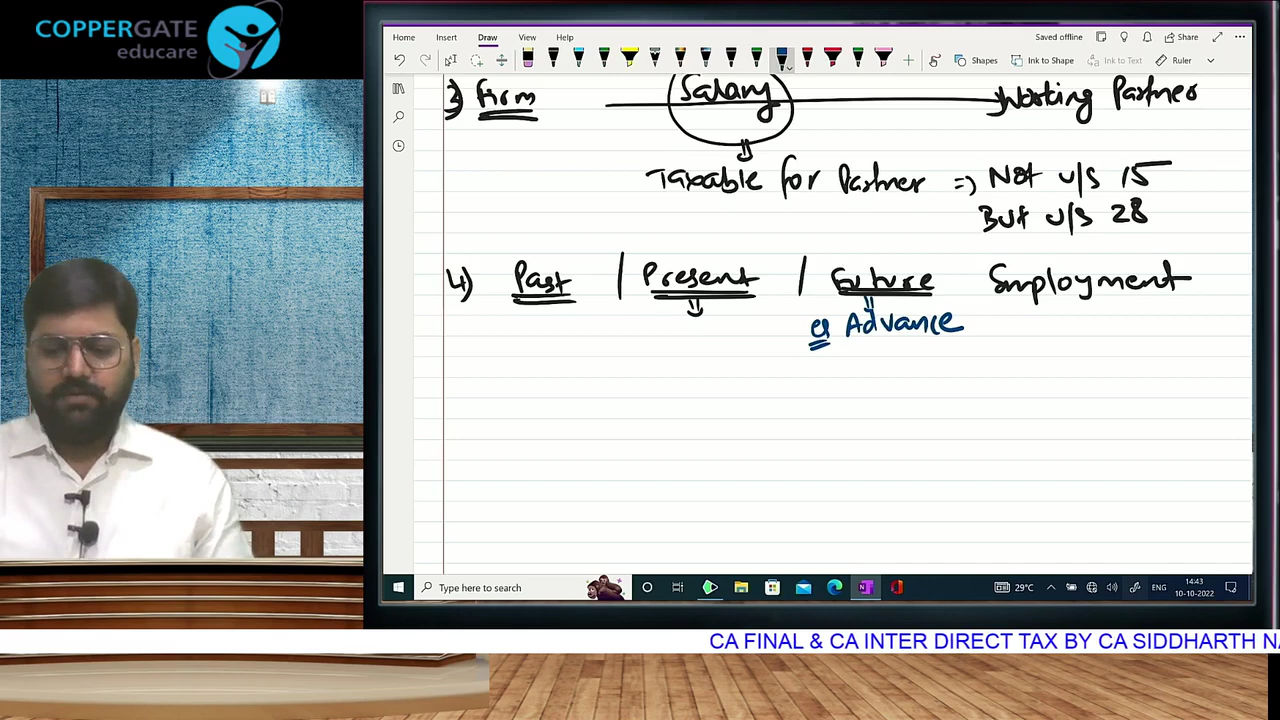 COPPERGATE
educare
Home Insert Draw View Help
Saved offline
Share
Shapes
Ink to Shape
Ink to Text
Ruler
3) Firm Salary Working Partner
Taxable for Partner => Not u/s 15
But u/s 28
4) Past | Present | Future Employment
eg Advance
Type here to search
29°C
ENG
14:43
10-10-2022
CA FINAL & CA INTER DIRECT TAX BY CA SIDDHARTH